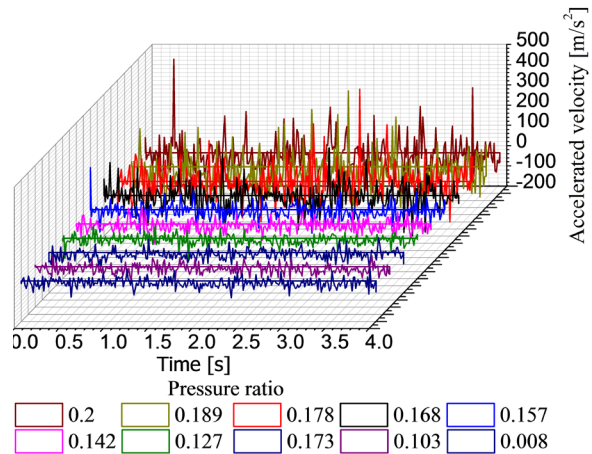 500
400
300
200
100
0
-100
-200
Accelerated velocity [m/s²]
0.0 0.5 1.0 1.5 2.0 2.5 3.0 3.5 4.0
Time [s]
Pressure ratio
0.2 0.189 0.178 0.168 0.157
0.142 0.127 0.173 0.103 0.008